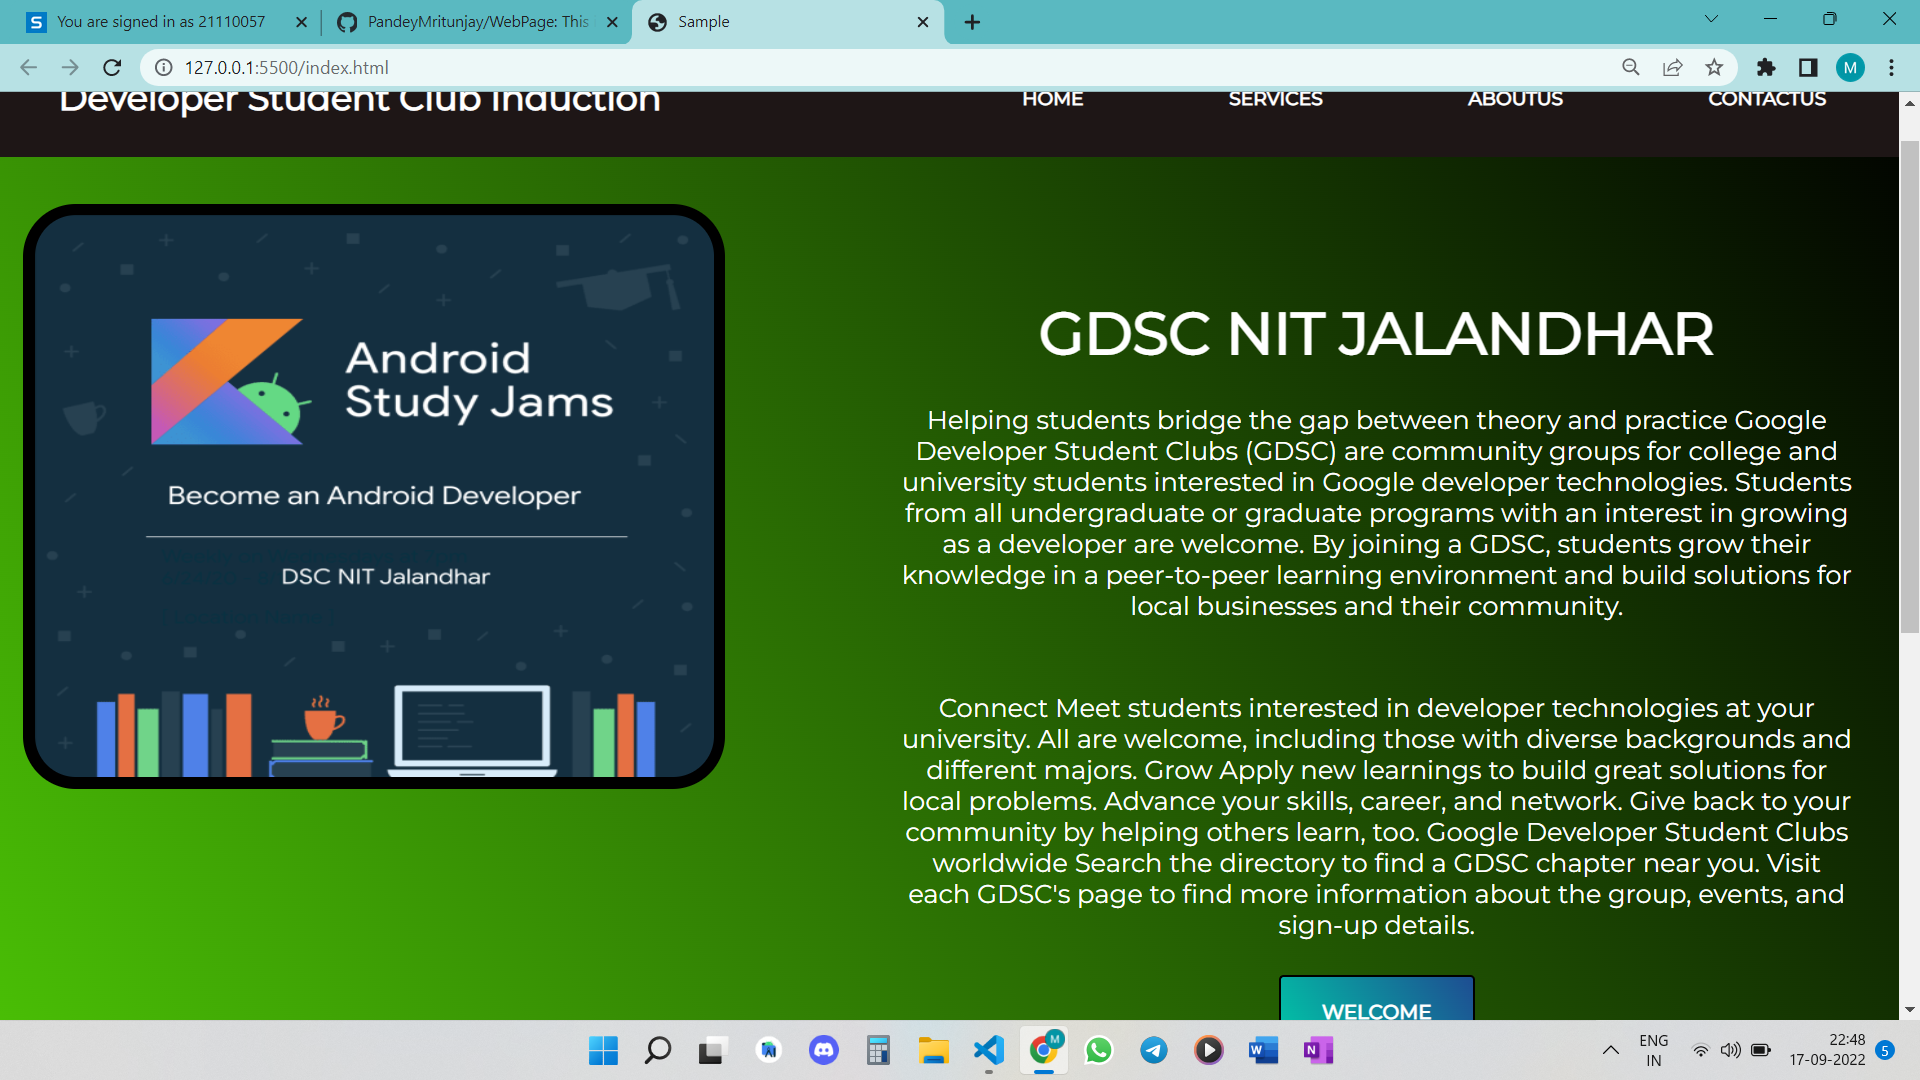 You are signed in as 21110057
PandeyMritunjay/WebPage: This
Sample
127.0.0.1:5500/index.html
M
Developer Student Club Induction
HOME
SERVICES
ABOUTUS
CONTACTUS
Android
Study Jams
Become an Android Developer
DSC NIT Jalandhar
GDSC NIT JALANDHAR
Helping students bridge the gap between theory and practice Google
Developer Student Clubs (GDSC) are community groups for college and
university students interested in Google developer technologies. Students
from all undergraduate or graduate programs with an interest in growing
as a developer are welcome. By joining a GDSC, students grow their
knowledge in a peer-to-peer learning environment and build solutions for
local businesses and their community.
Connect Meet students interested in developer technologies at your
university. All are welcome, including those with diverse backgrounds and
different majors. Grow Apply new learnings to build great solutions for
local problems. Advance your skills, career, and network. Give back to your
community by helping others learn, too. Google Developer Student Clubs
worldwide Search the directory to find a GDSC chapter near you. Visit
each GDSC's page to find more information about the group, events, and
sign-up details.
WELCOME
ENG
IN
22:48
17-09-2022
5